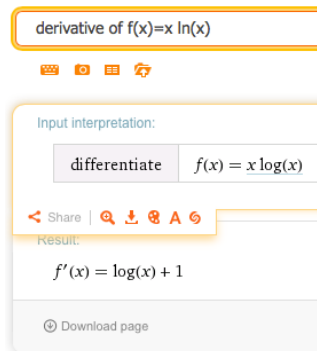 derivative of f(x)=x ln(x)
Input interpretation:
differentiate f(x) = x log(x)
Share A
Result:
f′(x) = log(x) + 1
Download page